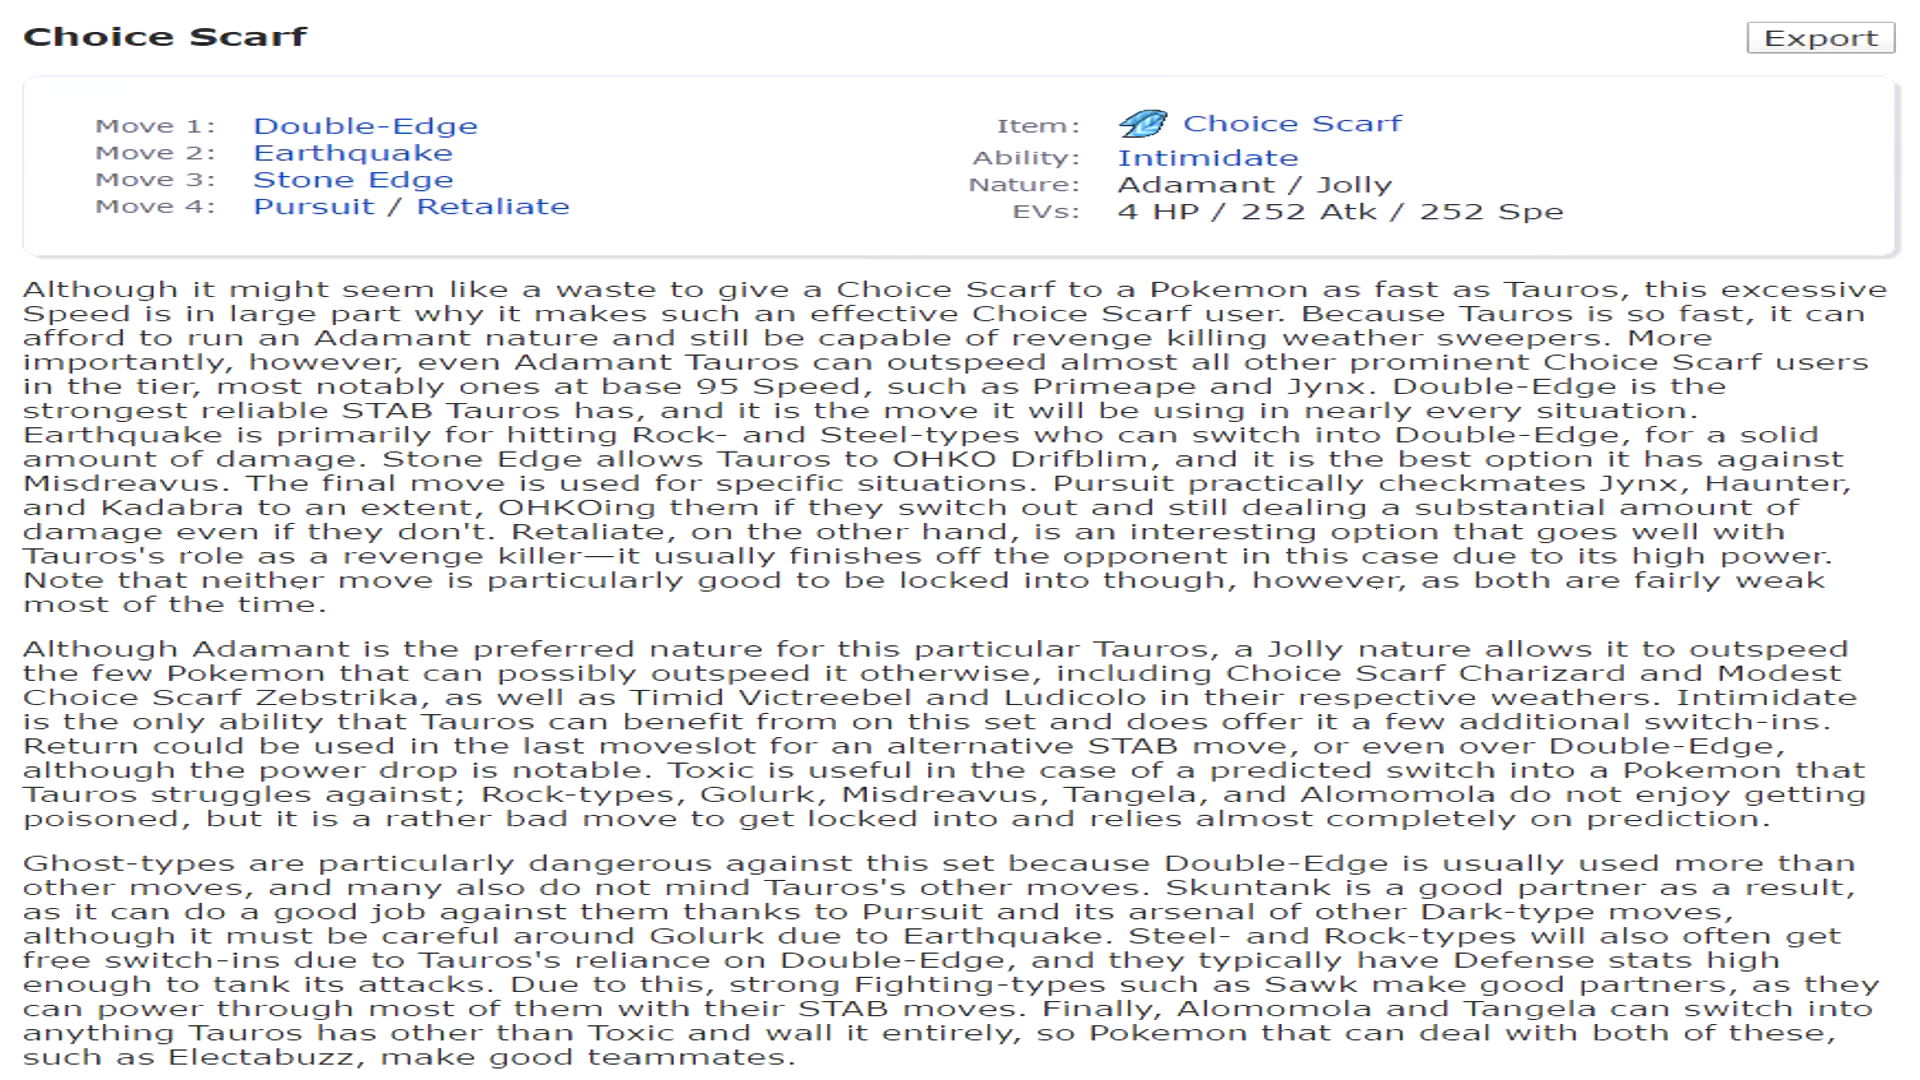 Choice Scarf
Export
Move 1: Double-Edge
Move 2: Earthquake
Move 3: Stone Edge
Move 4: Pursuit / Retaliate
Item: Choice Scarf
Ability: Intimidate
Nature: Adamant / Jolly
EVs: 4 HP / 252 Atk / 252 Spe
Although it might seem like a waste to give a Choice Scarf to a Pokemon as fast as Tauros, this excessive
Speed is in large part why it makes such an effective Choice Scarf user. Because Tauros is so fast, it can
afford to run an Adamant nature and still be capable of revenge killing weather sweepers. More
importantly, however, even Adamant Tauros can outspeed almost all other prominent Choice Scarf users
in the tier, most notably ones at base 95 Speed, such as Primeape and Jynx. Double-Edge is the
strongest reliable STAB Tauros has, and it is the move it will be using in nearly every situation.
Earthquake is primarily for hitting Rock- and Steel-types who can switch into Double-Edge, for a solid
amount of damage. Stone Edge allows Tauros to OHKO Drifblim, and it is the best option it has against
Misdreavus. The final move is used for specific situations. Pursuit practically checkmates Jynx, Haunter,
and Kadabra to an extent, OHKOing them if they switch out and still dealing a substantial amount of
damage even if they don't. Retaliate, on the other hand, is an interesting option that goes well with
Tauros's role as a revenge killer—it usually finishes off the opponent in this case due to its high power.
Note that neither move is particularly good to be locked into though, however, as both are fairly weak
most of the time.
Although Adamant is the preferred nature for this particular Tauros, a Jolly nature allows it to outspeed
the few Pokemon that can possibly outspeed it otherwise, including Choice Scarf Charizard and Modest
Choice Scarf Zebstrika, as well as Timid Victreebel and Ludicolo in their respective weathers. Intimidate
is the only ability that Tauros can benefit from on this set and does offer it a few additional switch-ins.
Return could be used in the last moveslot for an alternative STAB move, or even over Double-Edge,
although the power drop is notable. Toxic is useful in the case of a predicted switch into a Pokemon that
Tauros struggles against; Rock-types, Golurk, Misdreavus, Tangela, and Alomomola do not enjoy getting
poisoned, but it is a rather bad move to get locked into and relies almost completely on prediction.
Ghost-types are particularly dangerous against this set because Double-Edge is usually used more than
other moves, and many also do not mind Tauros's other moves. Skuntank is a good partner as a result,
as it can do a good job against them thanks to Pursuit and its arsenal of other Dark-type moves,
although it must be careful around Golurk due to Earthquake. Steel- and Rock-types will also often get
free switch-ins due to Tauros's reliance on Double-Edge, and they typically have Defense stats high
enough to tank its attacks. Due to this, strong Fighting-types such as Sawk make good partners, as they
can power through most of them with their STAB moves. Finally, Alomomola and Tangela can switch into
anything Tauros has other than Toxic and wall it entirely, so Pokemon that can deal with both of these,
such as Electabuzz, make good teammates.